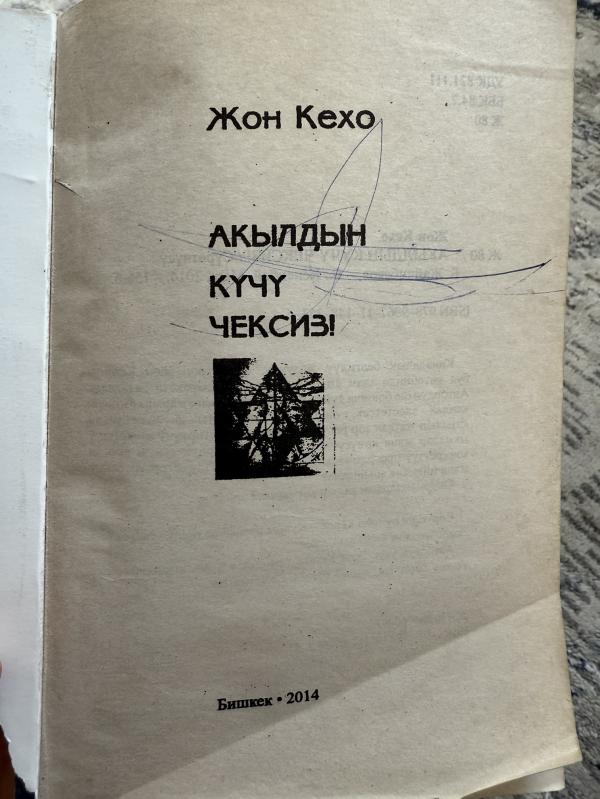 Жон Кехо
АКЫЛДЫН
КҮЧҮ
ЧЕКСИЗ!
Бишкек • 2014